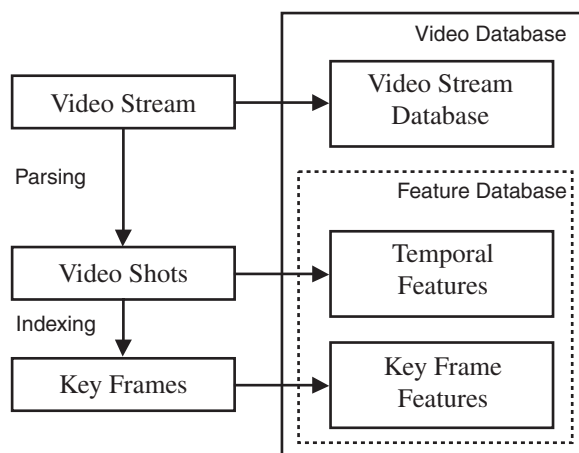 Video Database
Video Stream
Video Stream
Database
Parsing
Feature Database
Video Shots
Temporal
Features
Indexing
Key Frames
Key Frame
Features